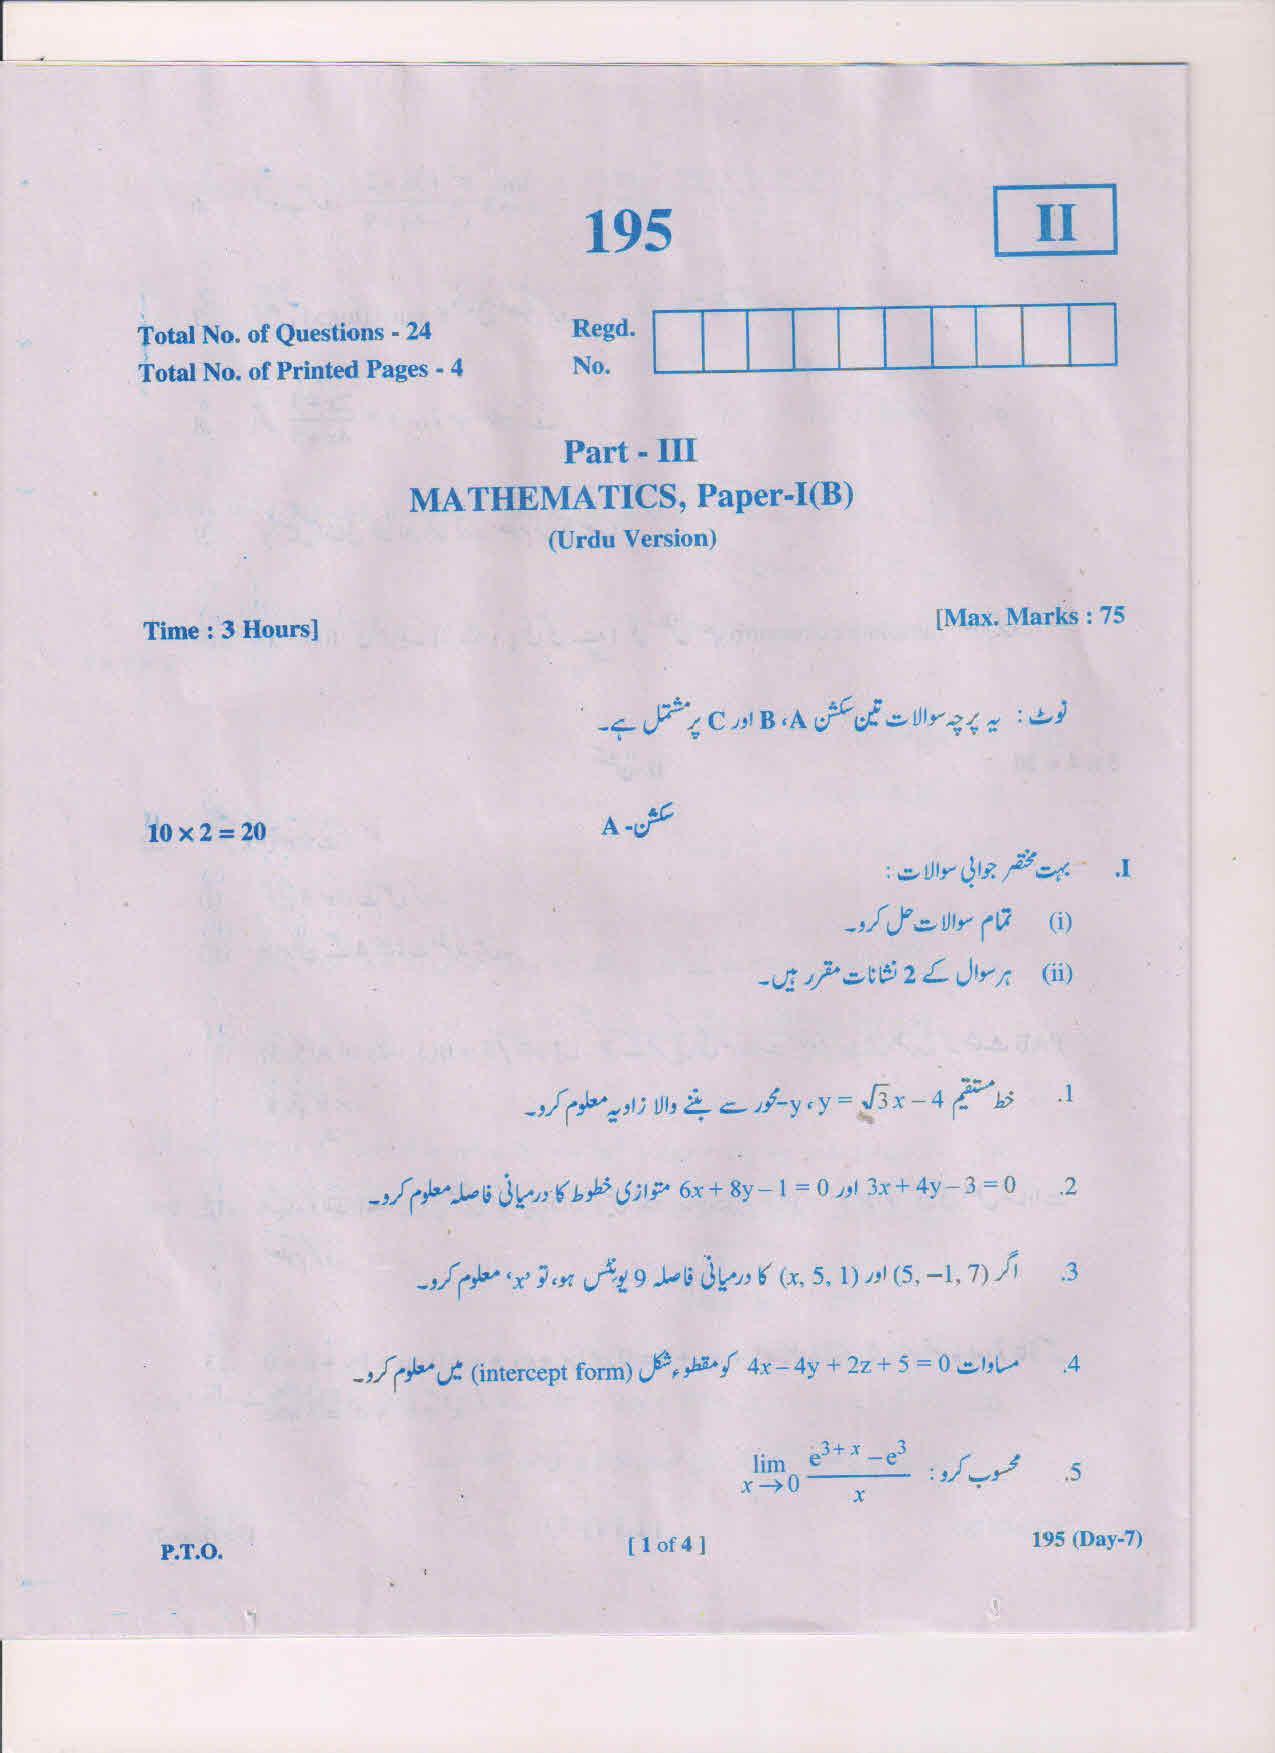 195
II
Total No. of Questions - 24
Regd.
Total No. of Printed Pages - 4
No.
Part - III
MATHEMATICS, Paper-I(B)
(Urdu Version)
Time : 3 Hours]
[Max. Marks : 75
نوٹ : یہ پرچہ سوالات تین سکشن B ،A اور C پر مشتمل ہے۔
سکشن- A
10 × 2 = 20
I. بہت مختصر جوابی سوالات :
(i) تمام سوالات حل کرو۔
(ii) ہر سوال کے 2 نشانات مقرر ہیں۔
1. خط مستقیم y = √3x – 4 ، y-محور سے بننے والا زاویہ معلوم کرو۔
2. 3x + 4y – 3 = 0 اور 6x + 8y – 1 = 0 متوازی خطوط کا درمیانی فاصلہ معلوم کرو۔
3. اگر (5, –1, 7) اور (x, 5, 1) کا درمیانی فاصلہ 9 یونٹس ہو، تو ’x‘ معلوم کرو۔
4. مساوات 4x – 4y + 2z + 5 = 0 کو مقطوعہ شکل (intercept form) میں معلوم کرو۔
5. محسوب کرو : lim x→0 (e^(3+x) – e^3)/x
P.T.O.
[ 1 of 4 ]
195 (Day-7)